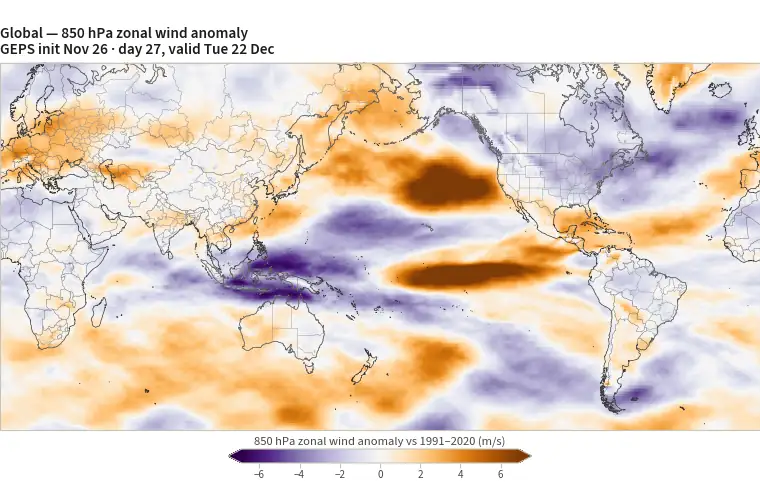 Global — 850 hPa zonal wind anomaly
GEPS init Nov 26 · day 27, valid Tue 22 Dec
850 hPa zonal wind anomaly vs 1991–2020 (m/s)
−6 −4 −2 0 2 4 6